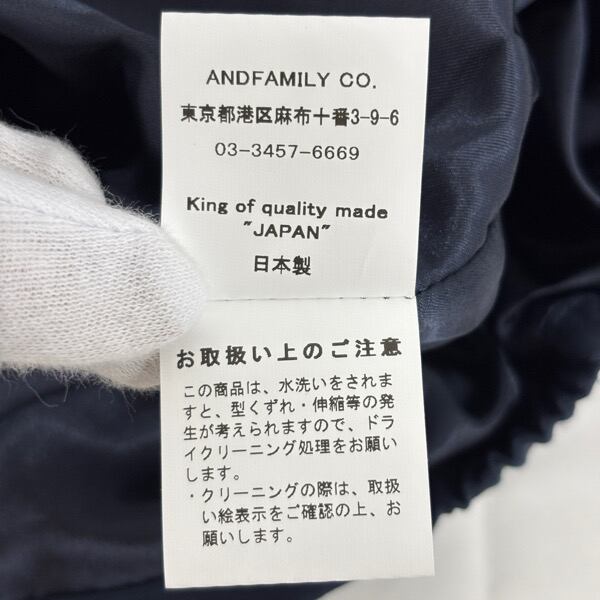 ANDFAMILY CO.
東京都港区麻布十番3-9-6
03-3457-6669
King of quality made
"JAPAN"
日本製
お取扱い上のご注意
この商品は、水洗いをされま
すと、型くずれ・伸縮等の発
生が考えられますので、ドラ
イクリーニング処理をお願い
します。
・クリーニングの際は、取扱
い絵表示をご確認の上、お
願いします。